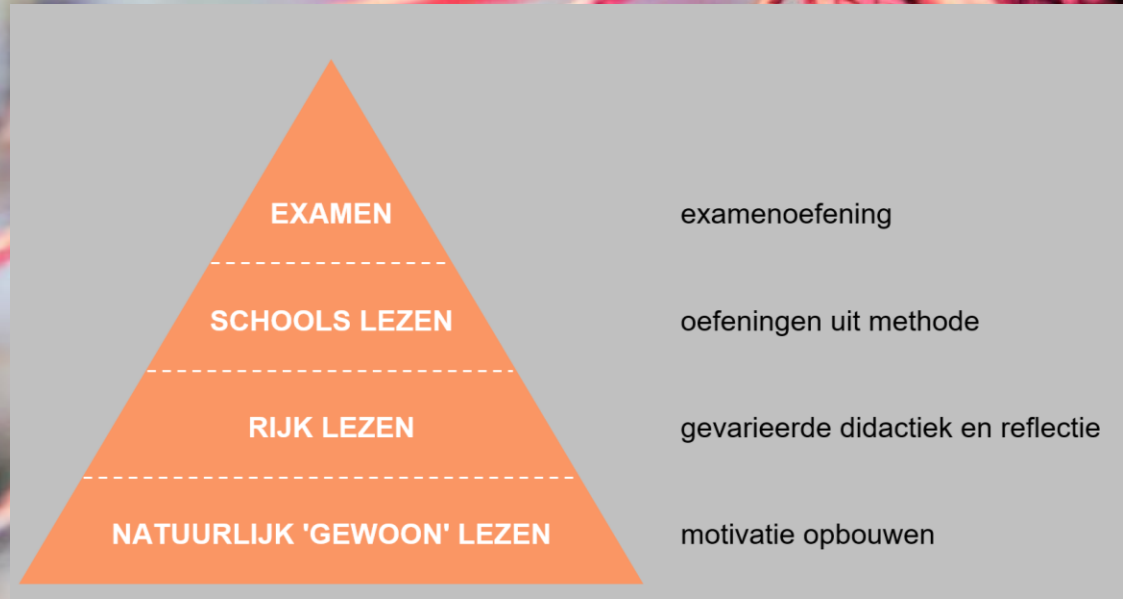 EXAMEN examenoefening
SCHOOLS LEZEN oefeningen uit methode
RIJK LEZEN gevarieerde didactiek en reflectie
NATUURLIJK 'GEWOON' LEZEN motivatie opbouwen